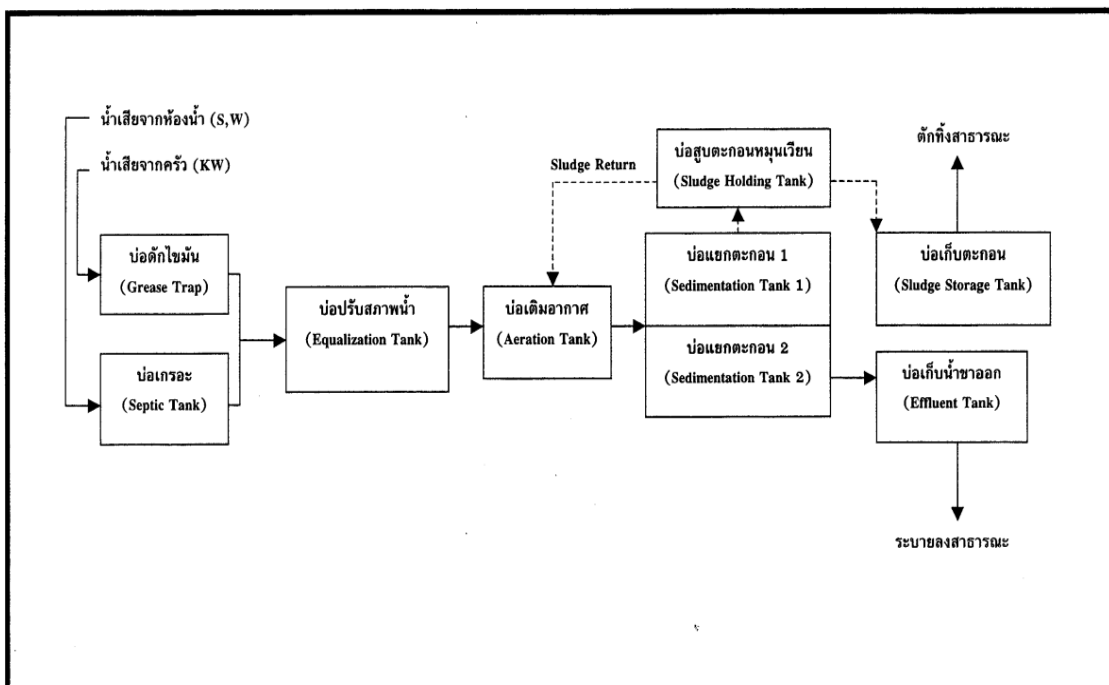 น้ำเสียจากห้องน้ำ (S,W)
น้ำเสียจากครัว (KW)
บ่อดักไขมัน
(Grease Trap)
บ่อเกรอะ
(Septic Tank)
บ่อปรับสภาพน้ำ
(Equalization Tank)
Sludge Return
บ่อเติมอากาศ
(Aeration Tank)
บ่อสูบตะกอนหมุนเวียน
(Sludge Holding Tank)
บ่อแยกตะกอน 1
(Sedimentation Tank 1)
บ่อแยกตะกอน 2
(Sedimentation Tank 2)
ตักทิ้งสาธารณะ
บ่อเก็บตะกอน
(Sludge Storage Tank)
บ่อเก็บน้ำขาออก
(Effluent Tank)
ระบายลงสาธารณะ